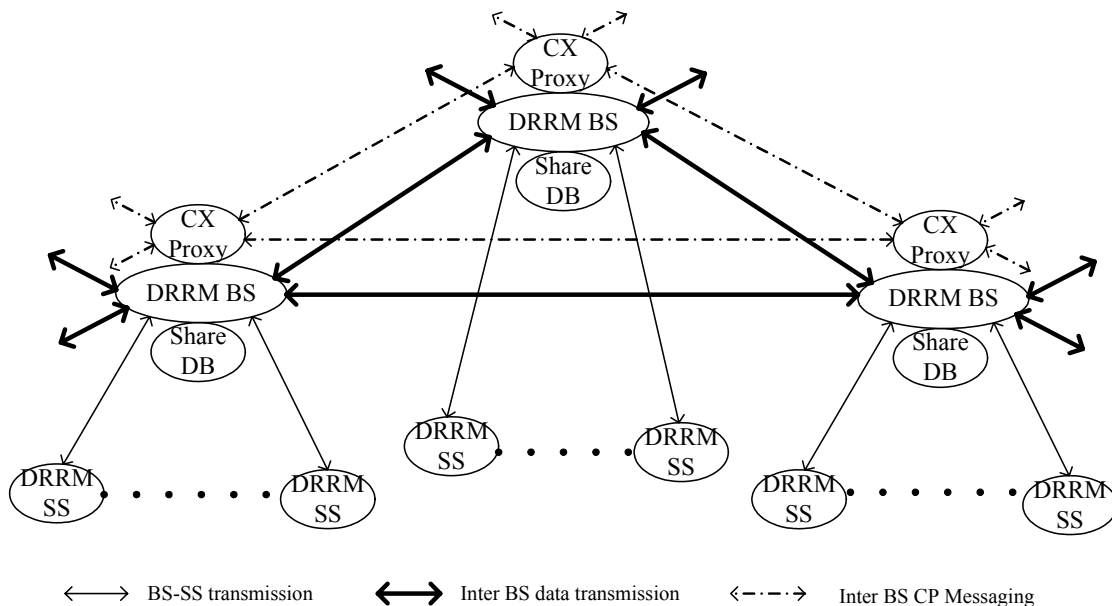 CX
Proxy
DRRM BS
Share
DB
CX
Proxy
DRRM BS
Share
DB
CX
Proxy
DRRM BS
Share
DB
DRRM
SS
DRRM
SS
DRRM
SS
DRRM
SS
DRRM
SS
DRRM
SS
BS-SS transmission
Inter BS data transmission
Inter BS CP Messaging